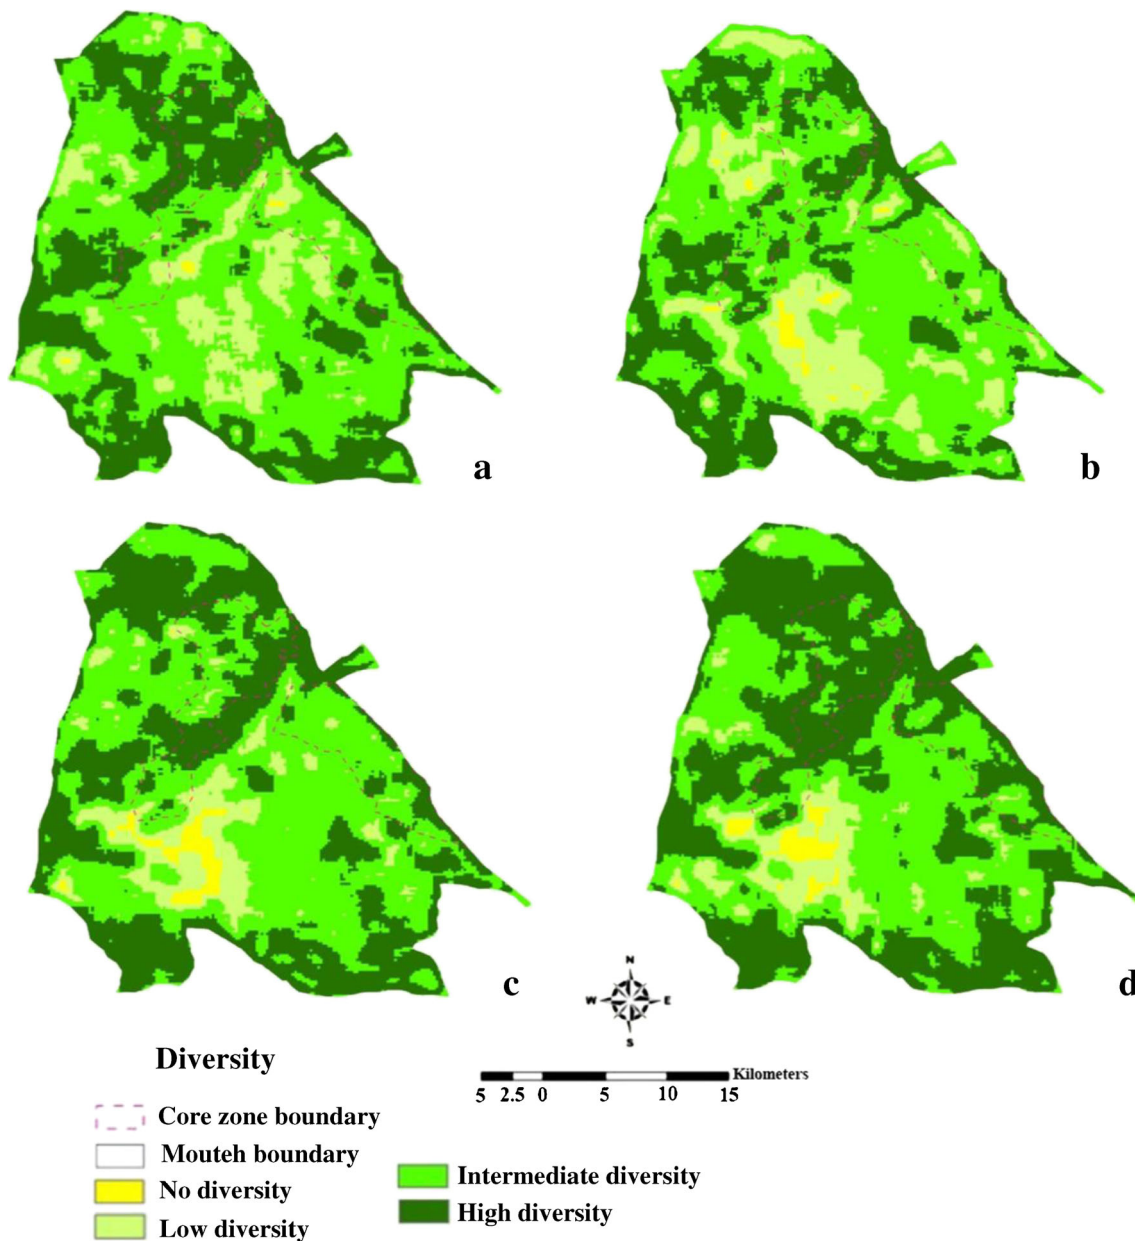 a
b
c
d
N
W E
S
Diversity
Kilometers
5 2.5 0 5 10 15
Core zone boundary
Mouteh boundary
No diversity
Low diversity
Intermediate diversity
High diversity